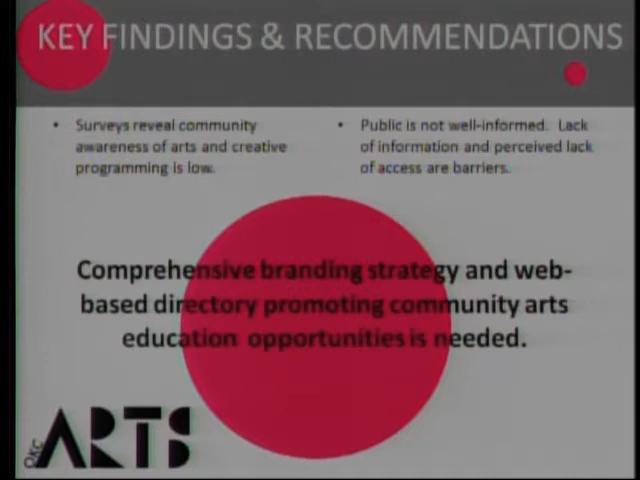 KEY FINDINGS & RECOMMENDATIONS
• Surveys reveal community
awareness of arts and creative
programming is low.
• Public is not well-informed. Lack
of information and perceived lack
of access are barriers.
Comprehensive branding strategy and web-
based directory promoting community arts
education opportunities is needed.
OKC ARTS